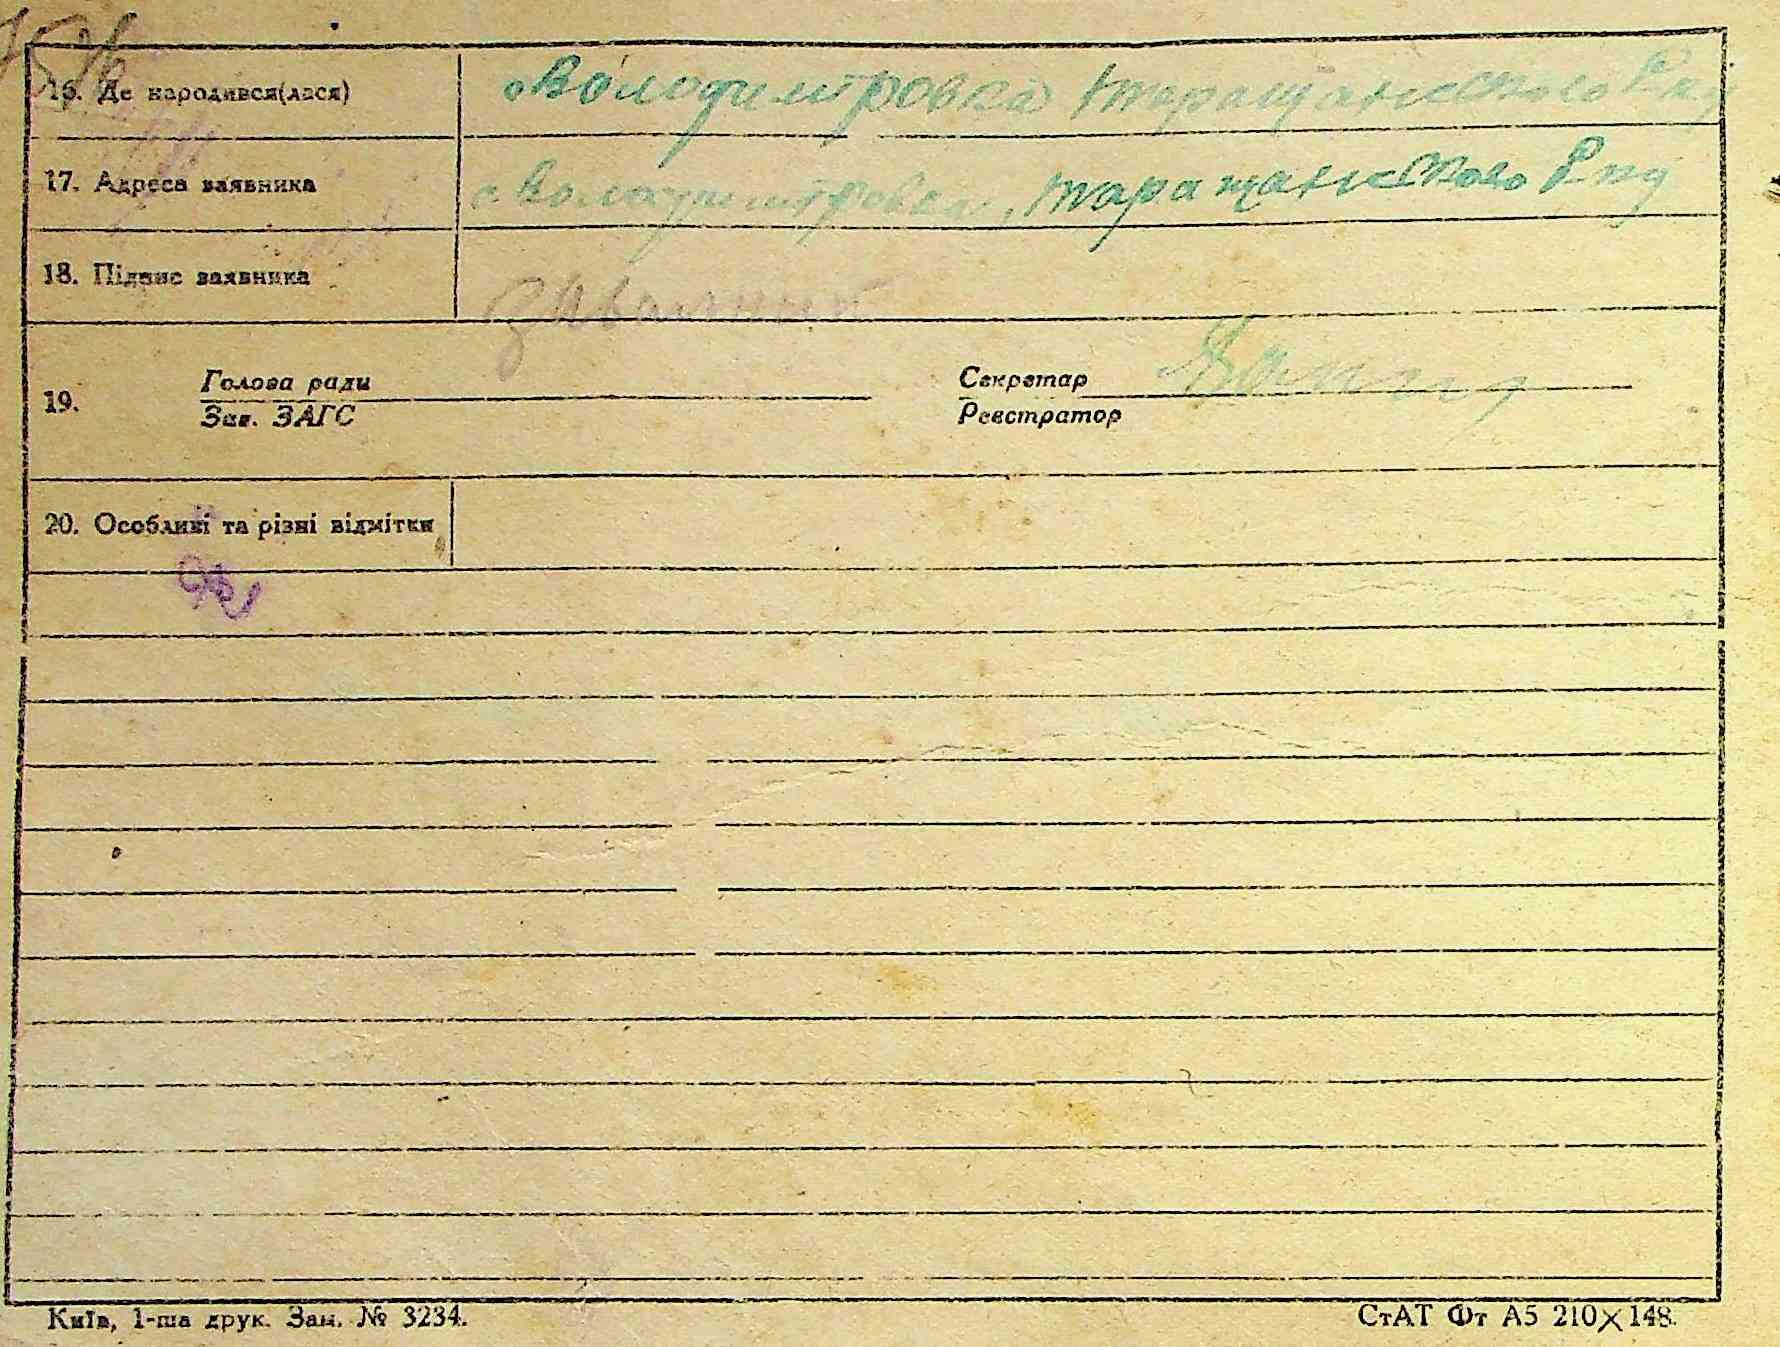 16. Де народився(лася) с Володимировка Таращанского Р-ну
17. Адреса заявника с Володимировка, Таращанского Р-ну
18. Підпис заявника
Голова ради Секретар
19.
Зав. ЗАГС Реєстратор
20. Особливі та різні відмітки
Київ, 1-ша друк. Зам. № 3234. СтАТ Фт А5 210×148.